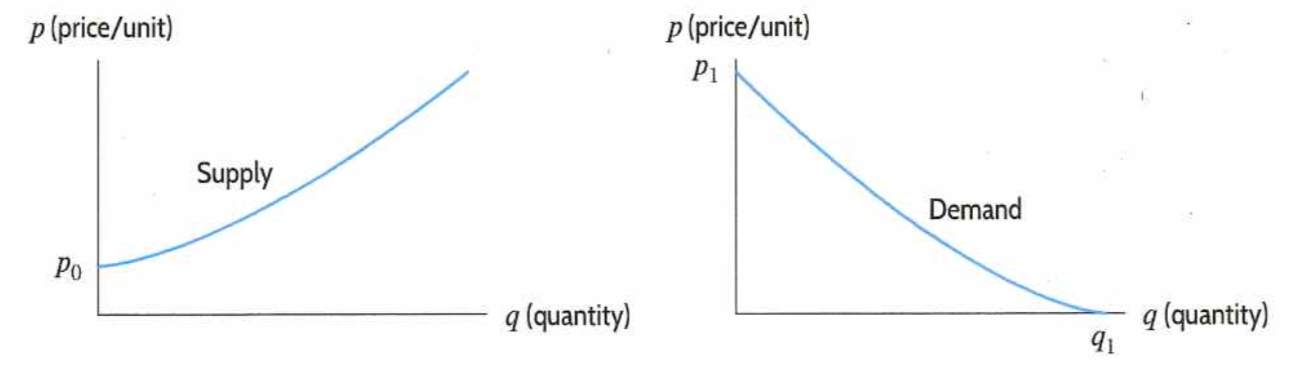 p (price/unit)
Supply
p₀
q (quantity)
p (price/unit)
p₁
Demand
q (quantity)
q₁